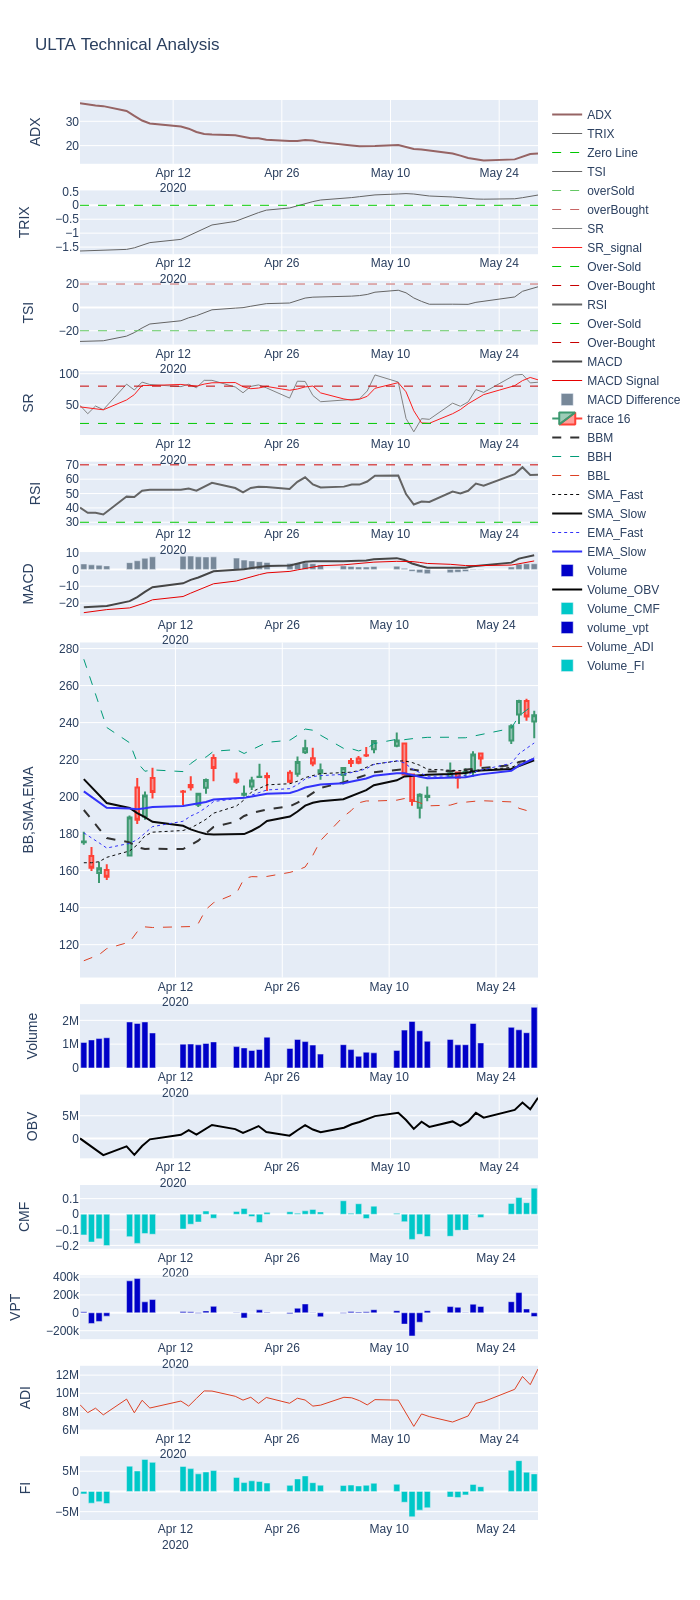 ULTA Technical Analysis
ADX
30
20
Apr 12
2020
Apr 26
May 10
May 24
TRIX
0.5
0
−0.5
−1
−1.5
Apr 12
2020
Apr 26
May 10
May 24
TSI
20
0
−20
Apr 12
2020
Apr 26
May 10
May 24
SR
100
50
Apr 12
2020
Apr 26
May 10
May 24
RSI
70
60
50
40
30
Apr 12
2020
Apr 26
May 10
May 24
MACD
10
0
−10
−20
Apr 12
2020
Apr 26
May 10
May 24
BB,SMA,EMA
280
260
240
220
200
180
160
140
120
Apr 12
2020
Apr 26
May 10
May 24
Volume
2M
1M
0
Apr 12
2020
Apr 26
May 10
May 24
OBV
5M
0
Apr 12
2020
Apr 26
May 10
May 24
CMF
0.1
0
−0.1
−0.2
Apr 12
2020
Apr 26
May 10
May 24
VPT
400k
200k
0
−200k
Apr 12
2020
Apr 26
May 10
May 24
ADI
12M
10M
8M
6M
Apr 12
2020
Apr 26
May 10
May 24
FI
5M
0
−5M
Apr 12
2020
Apr 26
May 10
May 24
ADX
TRIX
Zero Line
TSI
overSold
overBought
SR
SR_signal
Over-Sold
Over-Bought
RSI
Over-Sold
Over-Bought
MACD
MACD Signal
MACD Difference
trace 16
BBM
BBH
BBL
SMA_Fast
SMA_Slow
EMA_Fast
EMA_Slow
Volume
Volume_OBV
Volume_CMF
volume_vpt
Volume_ADI
Volume_FI